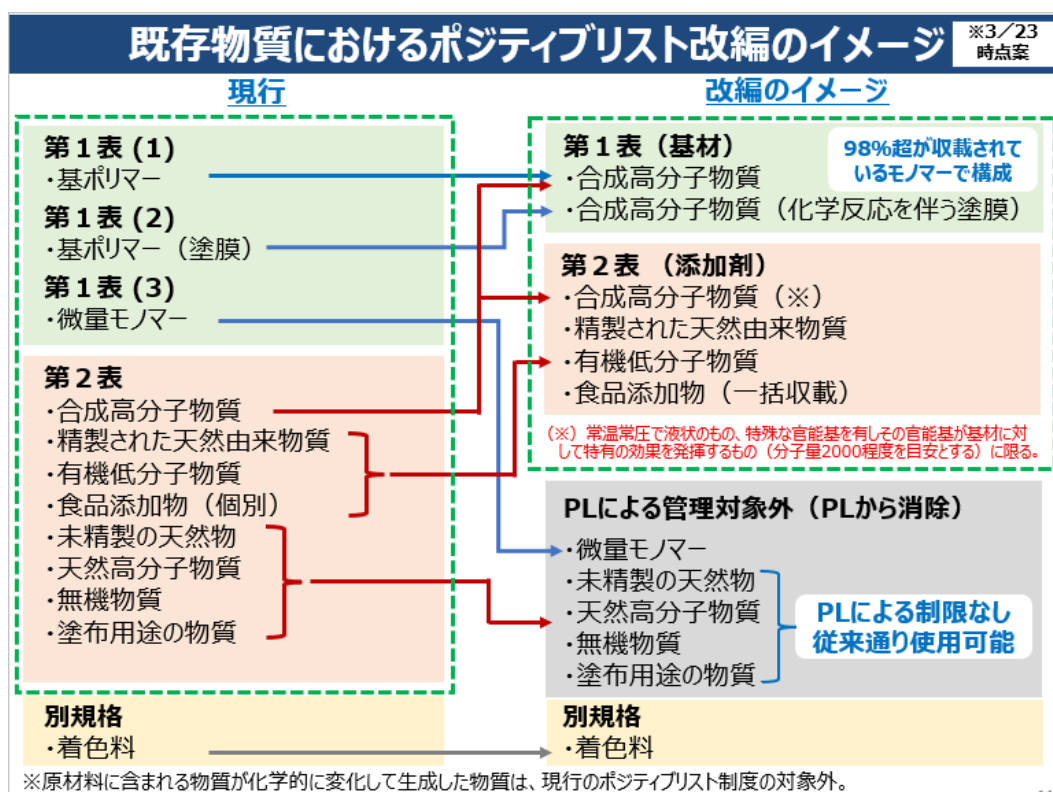 既存物質におけるポジティブリスト改編のイメージ
※3/23
時点案
現行
第1表 (1)
・基ポリマー
第1表 (2)
・基ポリマー（塗膜）
第1表 (3)
・微量モノマー
第2表
・合成高分子物質
・精製された天然由来物質
・有機低分子物質
・食品添加物（個別）
・未精製の天然物
・天然高分子物質
・無機物質
・塗布用途の物質
別規格
・着色料
改編のイメージ
第1表（基材）
・合成高分子物質
・合成高分子物質（化学反応を伴う塗膜）
98%超が収載されて
いるモノマーで構成
第2表 （添加剤）
・合成高分子物質（※）
・精製された天然由来物質
・有機低分子物質
・食品添加物（一括収載）
（※）常温常圧で液状のもの、特殊な官能基を有しその官能基が基材に対
して特有の効果を発揮するもの（分子量2000程度を目安とする）に限る。
PLによる管理対象外（PLから消除）
・微量モノマー
・未精製の天然物
・天然高分子物質
・無機物質
・塗布用途の物質
PLによる制限なし
従来通り使用可能
別規格
・着色料
※原材料に含まれる物質が化学的に変化して生成した物質は、現行のポジティブリスト制度の対象外。